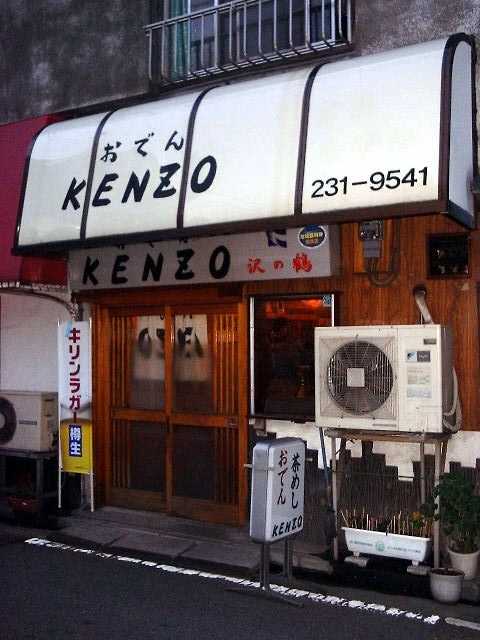 おでん
KENZO
231-9541
KENZO
沢の鶴
キリンラガー
樽生
茶めし
おでん
KENZO